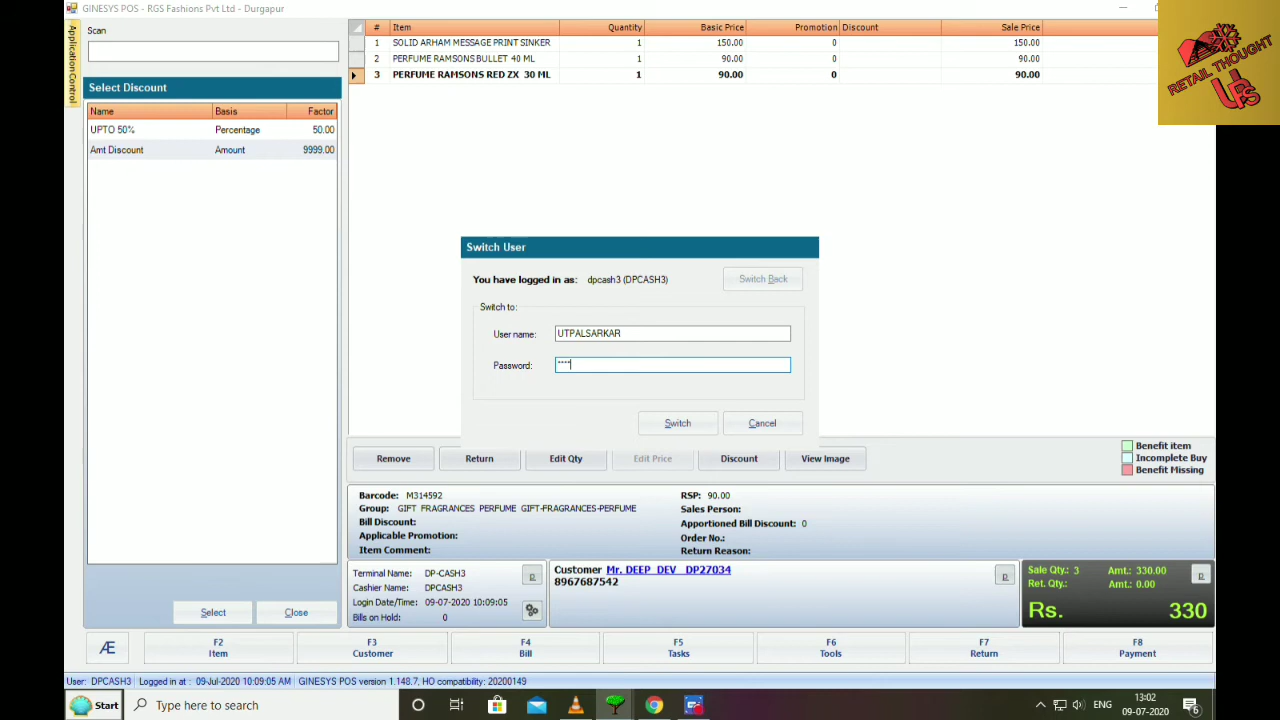 GINESYS POS - RGS Fashions Pvt Ltd - Durgapur
Application Control
Scan
Select Discount
Name Basis Factor
UPTO 50% Percentage 50.00
Amt Discount Amount 9999.00
Select Close
# Item Quantity Basic Price Promotion Discount Sale Price
1 SOLID ARHAM MESSAGE PRINT SINKER 1 150.00 0 150.00
2 PERFUME RAMSONS BULLET 40 ML 1 90.00 0 90.00
3 PERFUME RAMSONS RED ZX 30 ML 1 90.00 0 90.00
RETAIL THOUGHT
UPS
Switch User
You have logged in as: dpcash3 (DPCASH3) Switch Back
Switch to:
User name: UTPALSARKAR
Password: ****
Switch Cancel
Remove Return Edit Qty Edit Price Discount View Image
Benefit item
Incomplete Buy
Benefit Missing
Barcode: M314592
Group: GIFT FRAGRANCES PERFUME GIFT-FRAGRANCES-PERFUME
Bill Discount:
Applicable Promotion:
Item Comment:
RSP: 90.00
Sales Person:
Apportioned Bill Discount: 0
Order No.:
Return Reason:
Terminal Name: DP-CASH3
Cashier Name: DPCASH3
Login Date/Time: 09-07-2020 10:09:05
Bills on Hold: 0
Customer Mr. DEEP DEV DP27034
8967687542
Sale Qty.: 3 Amt.: 330.00
Ret. Qty.: Amt.: 0.00
Rs. 330
Æ
F2 Item
F3 Customer
F4 Bill
F5 Tasks
F6 Tools
F7 Return
F8 Payment
User: DPCASH3 Logged in at : 09-Jul-2020 10:09:05 AM GINESYS POS version 1.148.7, HO compatibility: 20200149
Start Type here to search ENG 13:02
09-07-2020 6